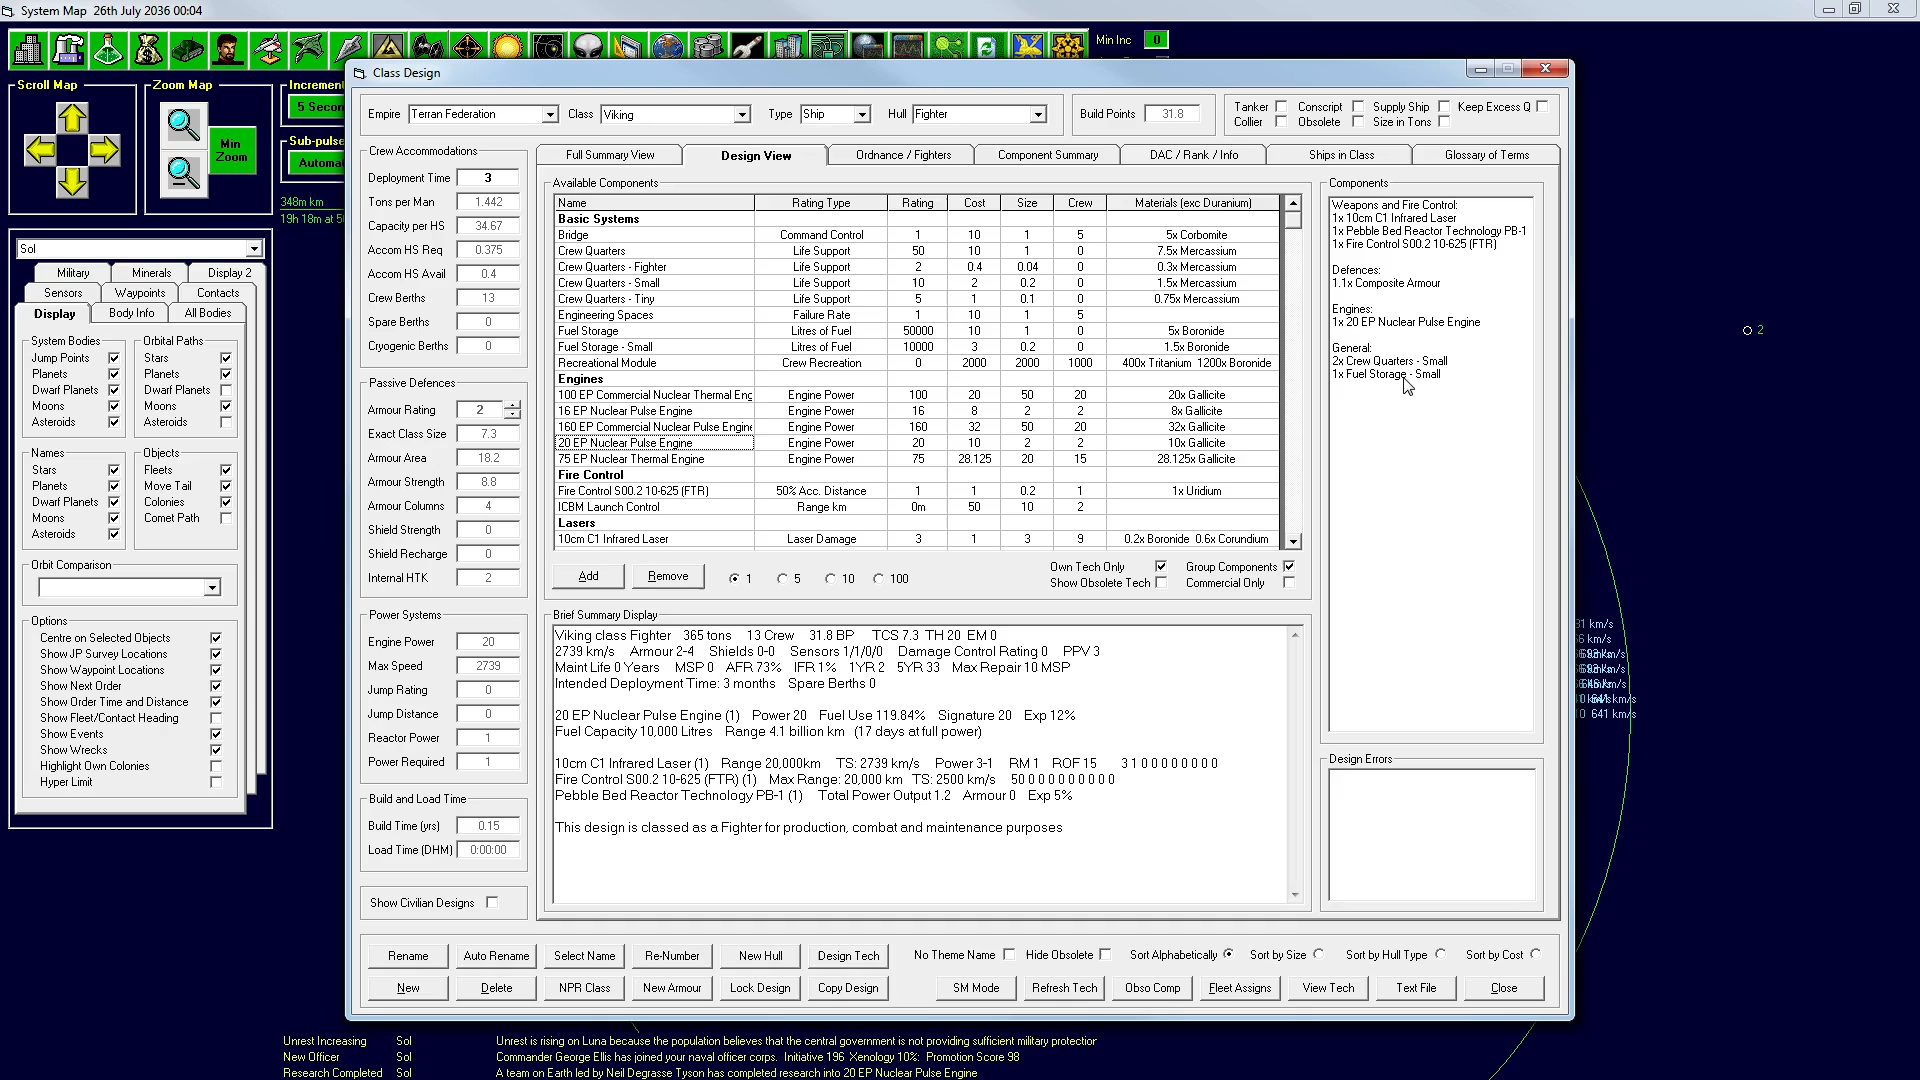 System Map 26th July 2036 00:04
Min Inc 0
Scroll Map
Zoom Map
Min Zoom
Increment
5 Secon
Sub-pulse
Automa
348m km
19h 18m at 5
Sol
Military Minerals Display 2
Sensors Waypoints Contacts
Display Body Info All Bodies
System Bodies
Jump Points
Planets
Dwarf Planets
Moons
Asteroids
Orbital Paths
Stars
Planets
Dwarf Planets
Moons
Asteroids
Names
Stars
Planets
Dwarf Planets
Moons
Asteroids
Objects
Fleets
Move Tail
Colonies
Comet Path
Orbit Comparison
Options
Centre on Selected Objects
Show JP Survey Locations
Show Waypoint Locations
Show Next Order
Show Order Time and Distance
Show Fleet/Contact Heading
Show Events
Show Wrecks
Highlight Own Colonies
Hyper Limit
Class Design
Empire Terran Federation Class Viking Type Ship Hull Fighter
Build Points 31.8
Tanker Conscript Supply Ship Keep Excess Q
Collier Obsolete Size in Tons
Crew Accommodations
Deployment Time 3
Tons per Man 1.442
Capacity per HS 34.67
Accom HS Req 0.375
Accom HS Avail 0.4
Crew Berths 13
Spare Berths 0
Cryogenic Berths 0
Passive Defences
Armour Rating 2
Exact Class Size 7.3
Armour Area 18.2
Armour Strength 8.8
Armour Columns 4
Shield Strength 0
Shield Recharge 0
Internal HTK 2
Power Systems
Engine Power 20
Max Speed 2739
Jump Rating 0
Jump Distance 0
Reactor Power 1
Power Required 1
Build and Load Time
Build Time (yrs) 0.15
Load Time (DHM) 0:00:00
Show Civilian Designs
Full Summary View Design View Ordnance / Fighters Component Summary DAC / Rank / Info Ships in Class Glossary of Terms
Available Components
Name Rating Type Rating Cost Size Crew Materials (exc Duranium)
Basic Systems
Bridge Command Control 1 10 1 5 5x Corbomite
Crew Quarters Life Support 50 10 1 0 7.5x Mercassium
Crew Quarters - Fighter Life Support 2 0.4 0.04 0 0.3x Mercassium
Crew Quarters - Small Life Support 10 2 0.2 0 1.5x Mercassium
Crew Quarters - Tiny Life Support 5 1 0.1 0 0.75x Mercassium
Engineering Spaces Failure Rate 1 10 1 5
Fuel Storage Litres of Fuel 50000 10 1 0 5x Boronide
Fuel Storage - Small Litres of Fuel 10000 3 0.2 0 1.5x Boronide
Recreational Module Crew Recreation 0 2000 2000 1000 400x Tritanium 1200x Boronide
Engines
100 EP Commercial Nuclear Thermal Eng Engine Power 100 20 50 20 20x Gallicite
16 EP Nuclear Pulse Engine Engine Power 16 8 2 2 8x Gallicite
160 EP Commercial Nuclear Pulse Engine Engine Power 160 32 50 20 32x Gallicite
20 EP Nuclear Pulse Engine Engine Power 20 10 2 2 10x Gallicite
75 EP Nuclear Thermal Engine Engine Power 75 28.125 20 15 28.125x Gallicite
Fire Control
Fire Control S00.2 10-625 (FTR) 50% Acc. Distance 1 1 0.2 1 1x Uridium
ICBM Launch Control Range km 0m 50 10 2
Lasers
10cm C1 Infrared Laser Laser Damage 3 1 3 9 0.2x Boronide 0.6x Corundium
Add Remove 1 5 10 100
Own Tech Only Group Components
Show Obsolete Tech Commercial Only
Brief Summary Display
Viking class Fighter 365 tons 13 Crew 31.8 BP TCS 7.3 TH 20 EM 0
2739 km/s Armour 2-4 Shields 0-0 Sensors 1/1/0/0 Damage Control Rating 0 PPV 3
Maint Life 0 Years MSP 0 AFR 73% IFR 1% 1YR 2 5YR 33 Max Repair 10 MSP
Intended Deployment Time: 3 months Spare Berths 0
20 EP Nuclear Pulse Engine (1) Power 20 Fuel Use 119.84% Signature 20 Exp 12%
Fuel Capacity 10,000 Litres Range 4.1 billion km (17 days at full power)
10cm C1 Infrared Laser (1) Range 20,000km TS: 2739 km/s Power 3-1 RM 1 ROF 15 3 1 0 0 0 0 0 0 0 0
Fire Control S00.2 10-625 (FTR) (1) Max Range: 20,000 km TS: 2500 km/s 50 0 0 0 0 0 0 0 0 0
Pebble Bed Reactor Technology PB-1 (1) Total Power Output 1.2 Armour 0 Exp 5%
This design is classed as a Fighter for production, combat and maintenance purposes
Components
Weapons and Fire Control:
1x 10cm C1 Infrared Laser
1x Pebble Bed Reactor Technology PB-1
1x Fire Control S00.2 10-625 (FTR)
Defences:
1.1x Composite Armour
Engines:
1x 20 EP Nuclear Pulse Engine
General:
2x Crew Quarters - Small
1x Fuel Storage - Small
Design Errors
Rename Auto Rename Select Name Re-Number New Hull Design Tech No Theme Name Hide Obsolete Sort Alphabetically Sort by Size Sort by Hull Type Sort by Cost
New Delete NPR Class New Armour Lock Design Copy Design SM Mode Refresh Tech Obso Comp Fleet Assigns View Tech Text File Close
2
31 km/s
641 km/s
0 641 km/s
Unrest Increasing Sol Unrest is rising on Luna because the population believes that the central government is not providing sufficient military protection
New Officer Sol Commander George Ellis has joined your naval officer corps. Initiative 196 Xenology 10%: Promotion Score 98
Research Completed Sol A team on Earth led by Neil Degrasse Tyson has completed research into 20 EP Nuclear Pulse Engine